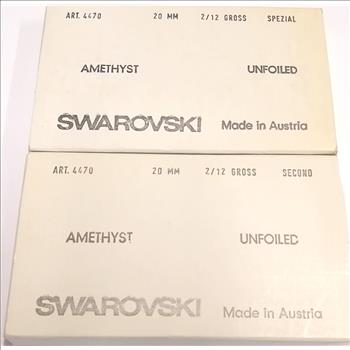 ART. 4470 20 MM 2/12 GROSS SPEZIAL
AMETHYST UNFOILED
SWAROVSKI Made in Austria
ART. 4470 20 MM 2/12 GROSS SECOND
AMETHYST UNFOILED
SWAROVSKI Made in Austria